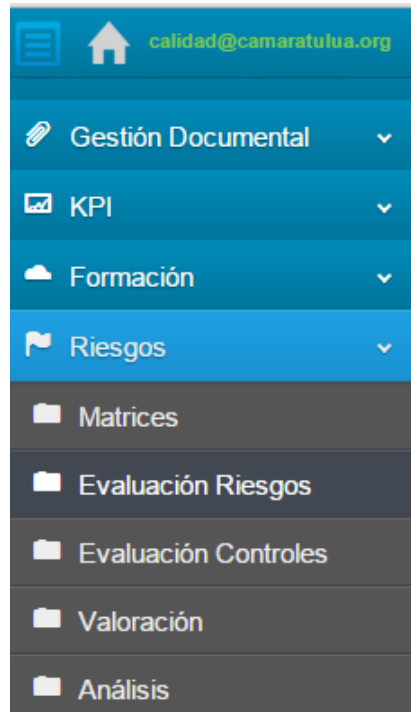 calidad@camaratulua.org
Gestión Documental
KPI
Formación
Riesgos
Matrices
Evaluación Riesgos
Evaluación Controles
Valoración
Análisis